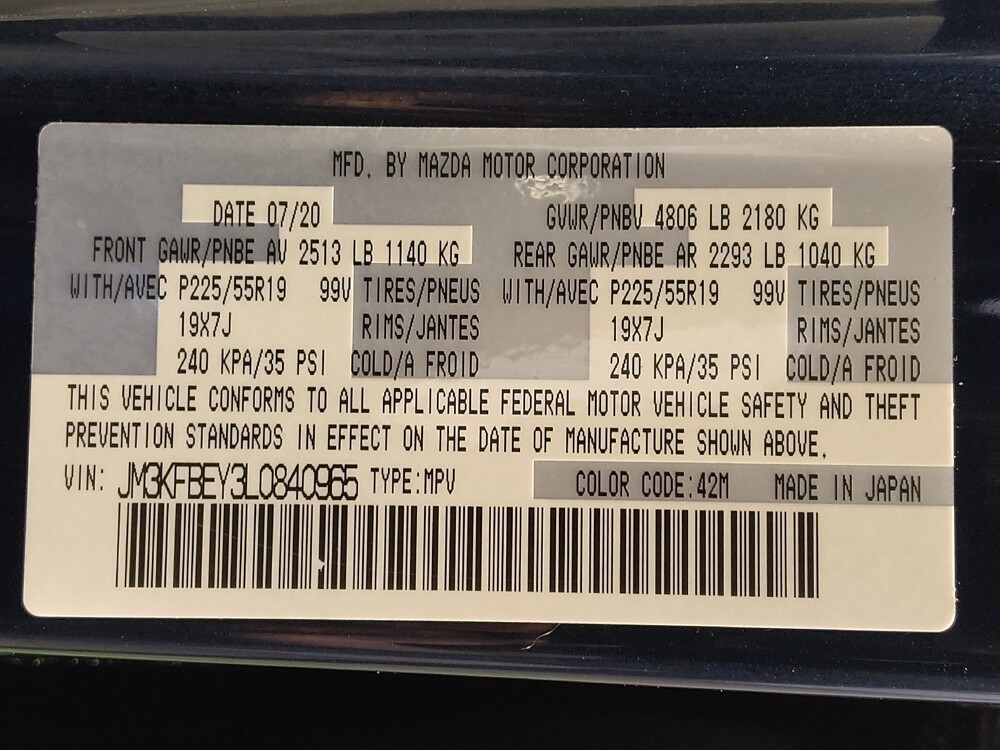 MFD. BY MAZDA MOTOR CORPORATION
DATE 07/20 GVWR/PNBV 4806 LB 2180 KG
FRONT GAWR/PNBE AV 2513 LB 1140 KG REAR GAWR/PNBE AR 2293 LB 1040 KG
WITH/AVEC P225/55R19 99V TIRES/PNEUS WITH/AVEC P225/55R19 99V TIRES/PNEUS
19X7J RIMS/JANTES 19X7J RIMS/JANTES
240 KPA/35 PSI COLD/A FROID 240 KPA/35 PSI COLD/A FROID
THIS VEHICLE CONFORMS TO ALL APPLICABLE FEDERAL MOTOR VEHICLE SAFETY AND THEFT
PREVENTION STANDARDS IN EFFECT ON THE DATE OF MANUFACTURE SHOWN ABOVE.
VIN: JM3KFBEY3L0840965 TYPE:MPV COLOR CODE:42M MADE IN JAPAN